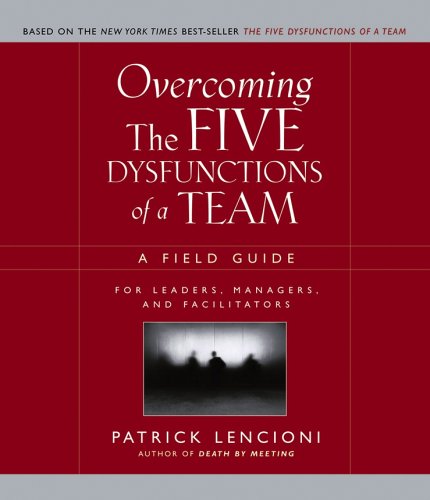 BASED ON THE NEW YORK TIMES BEST-SELLER THE FIVE DYSFUNCTIONS OF A TEAM
Overcoming
The FIVE
DYSFUNCTIONS
of a TEAM
A FIELD GUIDE
FOR LEADERS, MANAGERS,
AND FACILITATORS
PATRICK LENCIONI
AUTHOR OF DEATH BY MEETING